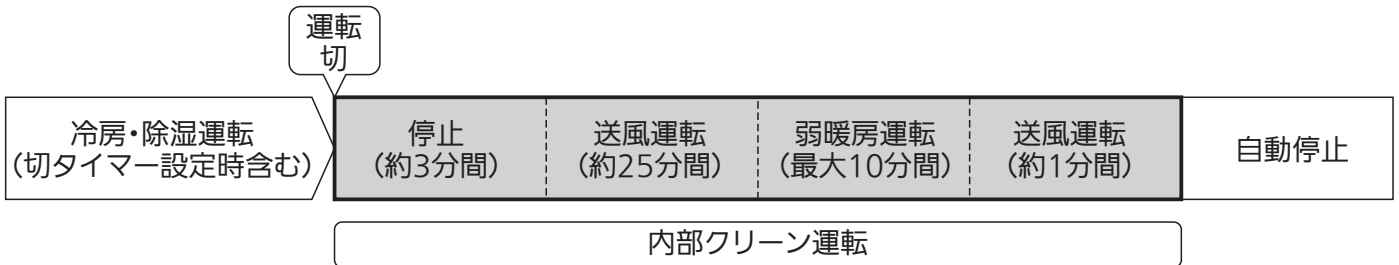 運転
切
冷房・除湿運転
(切タイマー設定時含む)
停止
(約3分間)
送風運転
(約25分間)
弱暖房運転
(最大10分間)
送風運転
(約1分間)
自動停止
内部クリーン運転